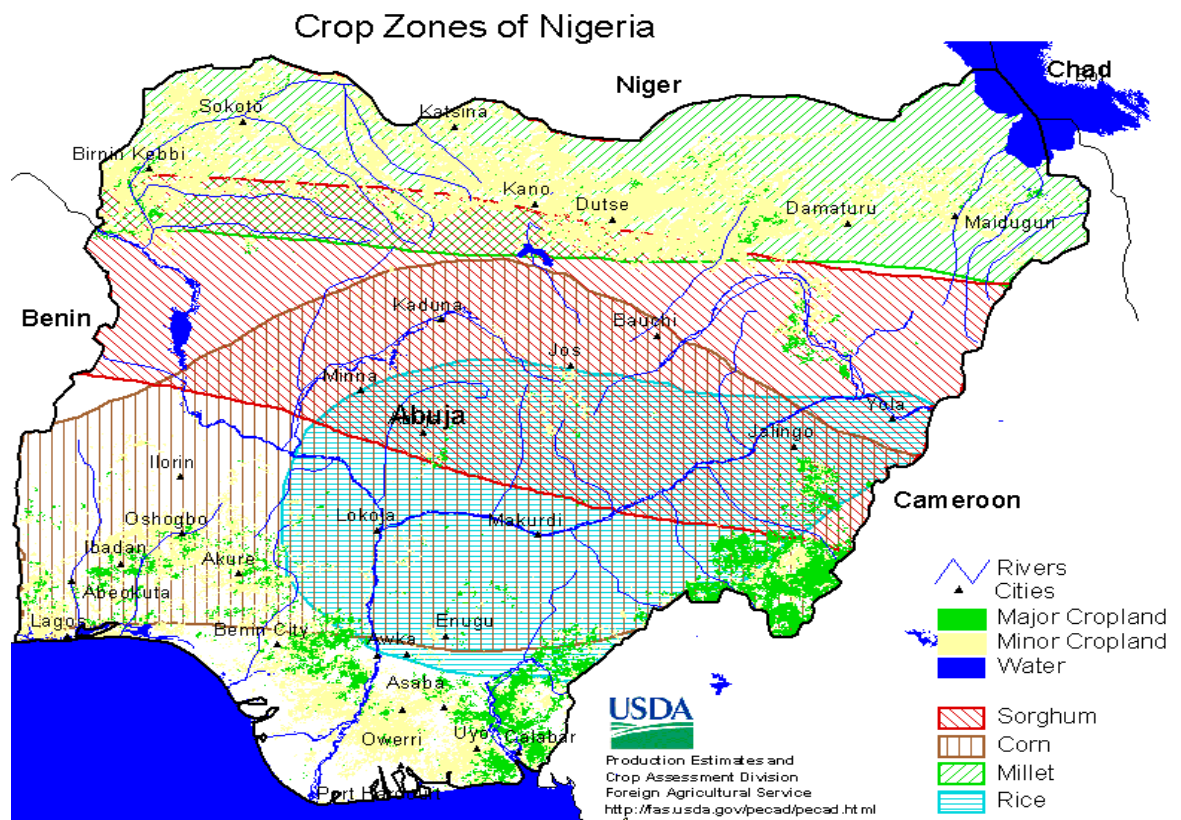 Crop Zones of Nigeria
Niger
Chad
Sokoto
Katsina
Birnin Kebbi
Kano
Dutse
Damaturu
Maiduguri
Benin
Kaduna
Bauchi
Jos
Minna
Abuja
Yola
Jalingo
Ilorin
Cameroon
Lokoja
Makurdi
Oshogbo
Ibadan
Akure
Abeokuta
Lagos
Benin City
Enugu
Awka
Asaba
Owerri
Uyo
Calabar
Port Harcourt
Rivers
Cities
Major Cropland
Minor Cropland
Water
USDA
Production Estimates and
Crop Assessment Division
Foreign Agricultural Service
http://fas.usda.gov/pecad/pecad.html
Sorghum
Corn
Millet
Rice